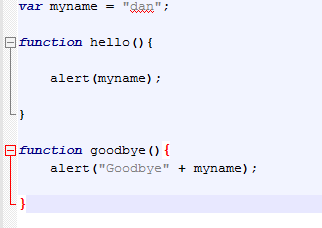 var myname = "dan";
function hello(){
alert(myname);
}
function goodbye(){
alert("Goodbye" + myname);
}